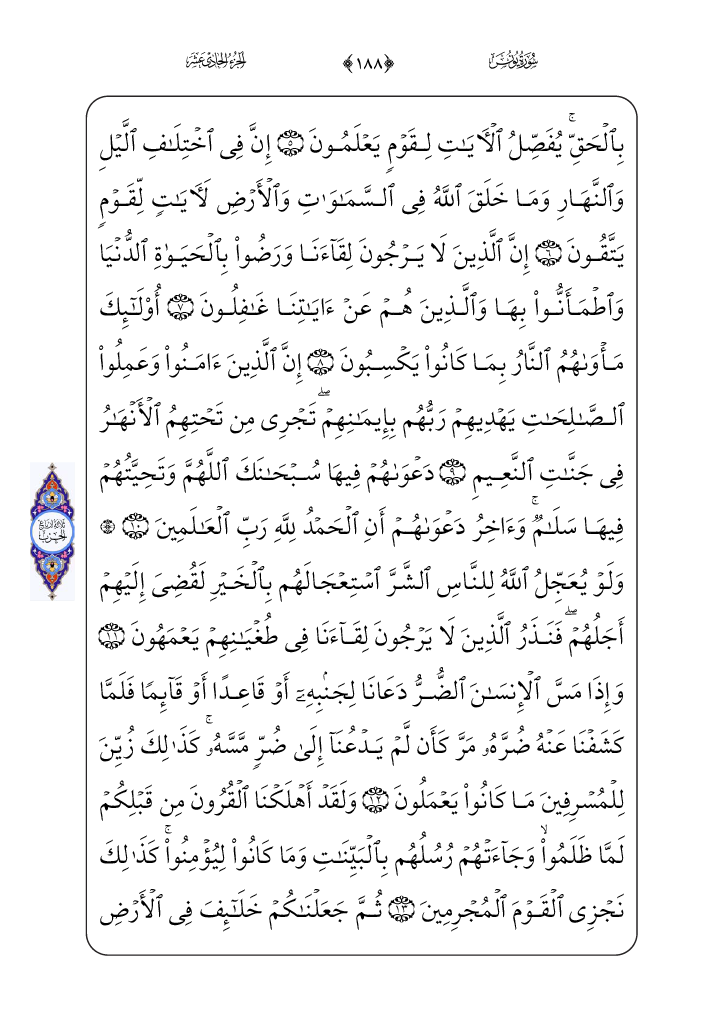 سُورَةُ يُونُسَ ﴿١٨٨﴾ الجُزْءُ الحَادِي عَشَرَ
بِٱلۡحَقِّۚ يُفَصِّلُ ٱلۡأٓيَٰتِ لِقَوۡمٖ يَعۡلَمُونَ ٥ إِنَّ فِي ٱخۡتِلَٰفِ ٱلَّيۡلِ
وَٱلنَّهَارِ وَمَا خَلَقَ ٱللَّهُ فِي ٱلسَّمَٰوَٰتِ وَٱلۡأَرۡضِ لَأٓيَٰتٖ لِّقَوۡمٖ
يَتَّقُونَ ٦ إِنَّ ٱلَّذِينَ لَا يَرۡجُونَ لِقَآءَنَا وَرَضُواْ بِٱلۡحَيَوٰةِ ٱلدُّنۡيَا
وَٱطۡمَأَنُّواْ بِهَا وَٱلَّذِينَ هُمۡ عَنۡ ءَايَٰتِنَا غَٰفِلُونَ ٧ أُوْلَٰٓئِكَ
مَأۡوَىٰهُمُ ٱلنَّارُ بِمَا كَانُواْ يَكۡسِبُونَ ٨ إِنَّ ٱلَّذِينَ ءَامَنُواْ وَعَمِلُواْ
ٱلصَّٰلِحَٰتِ يَهۡدِيهِمۡ رَبُّهُم بِإِيمَٰنِهِمۡۖ تَجۡرِي مِن تَحۡتِهِمُ ٱلۡأَنۡهَٰرُ
فِي جَنَّٰتِ ٱلنَّعِيمِ ٩ دَعۡوَىٰهُمۡ فِيهَا سُبۡحَٰنَكَ ٱللَّهُمَّ وَتَحِيَّتُهُمۡ
فِيهَا سَلَٰمٞۚ وَءَاخِرُ دَعۡوَىٰهُمۡ أَنِ ٱلۡحَمۡدُ لِلَّهِ رَبِّ ٱلۡعَٰلَمِينَ ١٠ ۞
ثلاثة أرباع
الحزب
وَلَوۡ يُعَجِّلُ ٱللَّهُ لِلنَّاسِ ٱلشَّرَّ ٱسۡتِعۡجَالَهُم بِٱلۡخَيۡرِ لَقُضِيَ إِلَيۡهِمۡ
أَجَلُهُمۡۖ فَنَذَرُ ٱلَّذِينَ لَا يَرۡجُونَ لِقَآءَنَا فِي طُغۡيَٰنِهِمۡ يَعۡمَهُونَ ١١
وَإِذَا مَسَّ ٱلۡإِنسَٰنَ ٱلضُّرُّ دَعَانَا لِجَنۢبِهِۦٓ أَوۡ قَاعِدًا أَوۡ قَآئِمٗا فَلَمَّا
كَشَفۡنَا عَنۡهُ ضُرَّهُۥ مَرَّ كَأَن لَّمۡ يَدۡعُنَآ إِلَىٰ ضُرّٖ مَّسَّهُۥۚ كَذَٰلِكَ زُيِّنَ
لِلۡمُسۡرِفِينَ مَا كَانُواْ يَعۡمَلُونَ ١٢ وَلَقَدۡ أَهۡلَكۡنَا ٱلۡقُرُونَ مِن قَبۡلِكُمۡ
لَمَّا ظَلَمُواْۙ وَجَآءَتۡهُمۡ رُسُلُهُم بِٱلۡبَيِّنَٰتِ وَمَا كَانُواْ لِيُؤۡمِنُواْۚ كَذَٰلِكَ
نَجۡزِي ٱلۡقَوۡمَ ٱلۡمُجۡرِمِينَ ١٣ ثُمَّ جَعَلۡنَٰكُمۡ خَلَٰٓئِفَ فِي ٱلۡأَرۡضِ